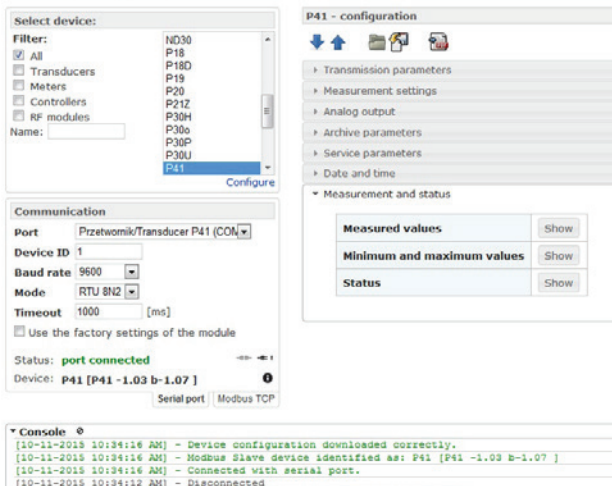 Select device:
Filter:
All
Transducers
Meters
Controllers
RF modules
Name:
ND30
P18
P18D
P19
P20
P21Z
P30H
P30o
P30P
P30U
P41
Configure
Communication
Port Przetwornik/Transducer P41 (COM
Device ID 1
Baud rate 9600
Mode RTU 8N2
Timeout 1000 [ms]
Use the factory settings of the module
Status: port connected
Device: P41 [P41 -1.03 b-1.07 ]
Serial port Modbus TCP
P41 - configuration
Transmission parameters
Measurement settings
Analog output
Archive parameters
Service parameters
Date and time
Measurement and status
Measured values Show
Minimum and maximum values Show
Status Show
Console
[10-11-2015 10:34:16 AM] - Device configuration downloaded correctly.
[10-11-2015 10:34:16 AM] - Modbus Slave device identified as: P41 [P41 -1.03 b-1.07 ]
[10-11-2015 10:34:16 AM] - Connected with serial port.
[10-11-2015 10:34:12 AM] - Disconnected